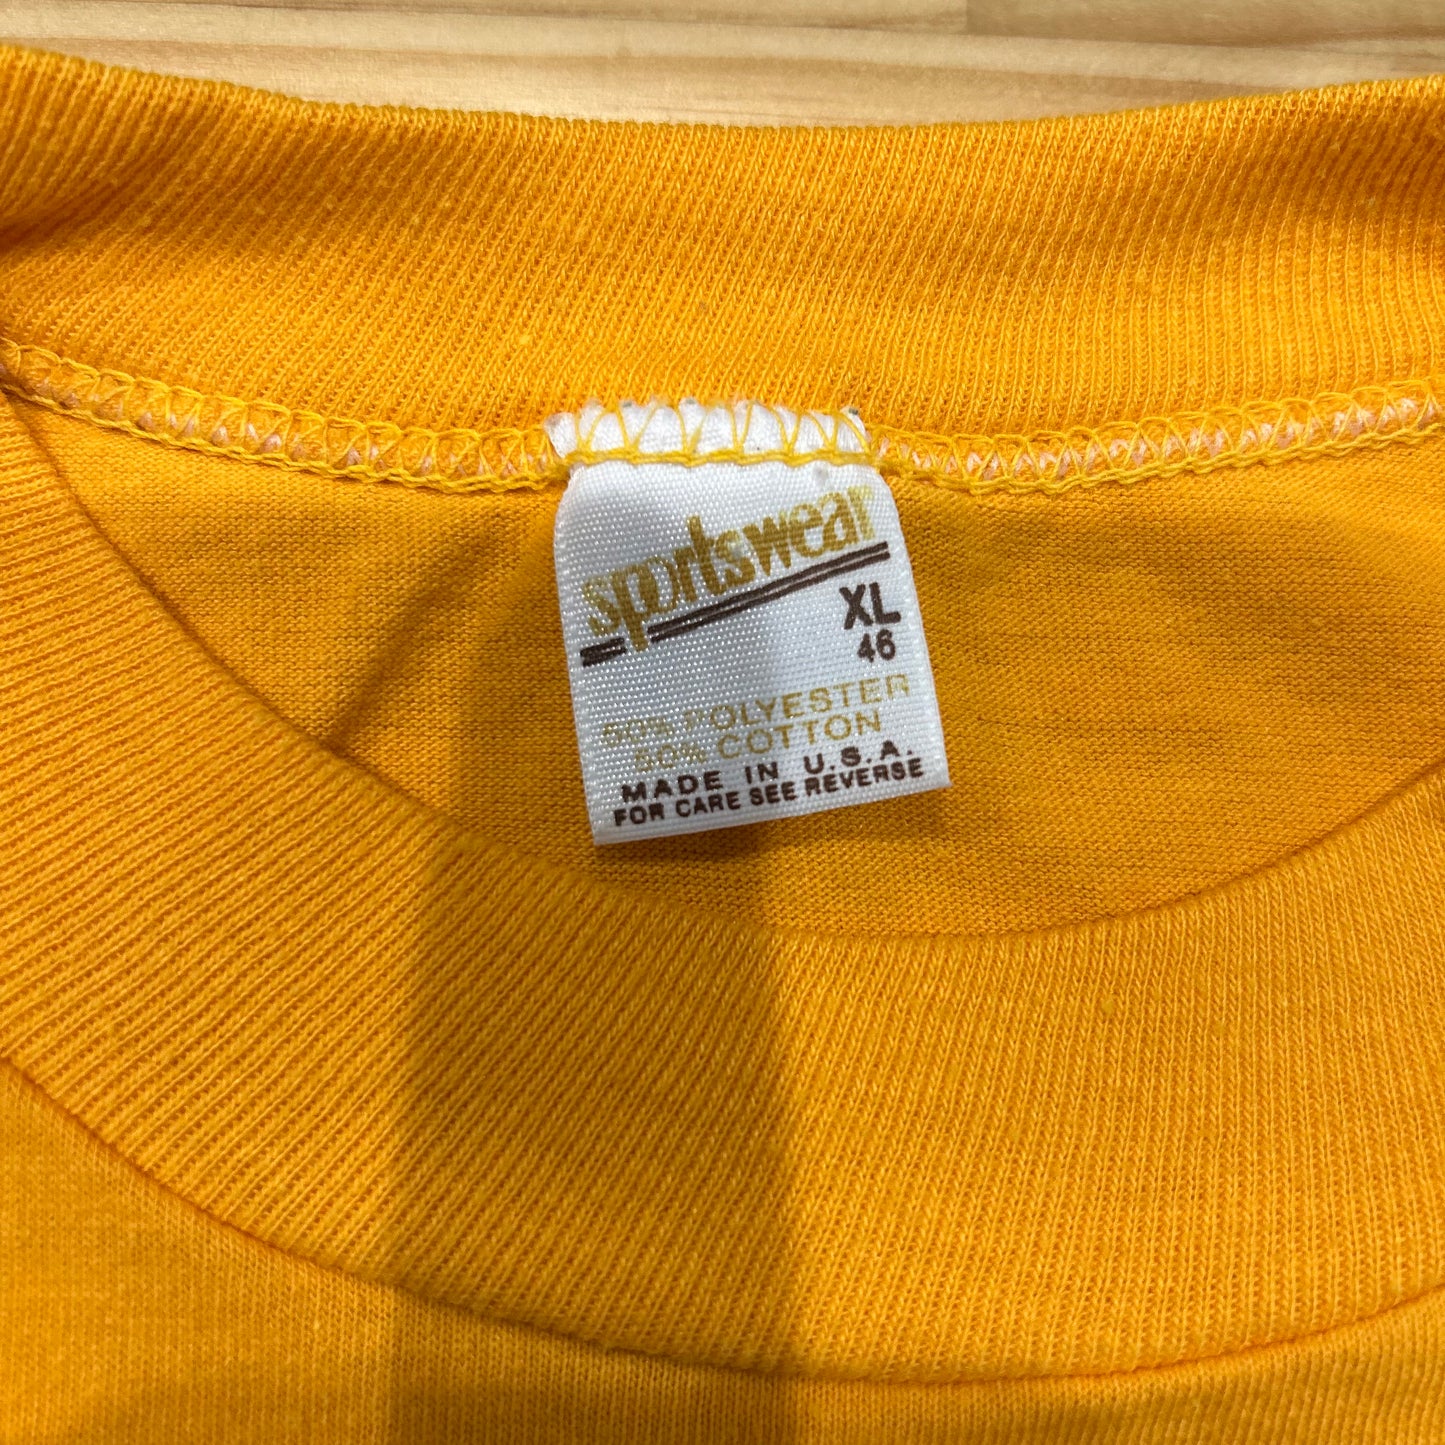 sportswear
XL
46
50% POLYESTER
50% COTTON
MADE IN U.S.A.
FOR CARE SEE REVERSE